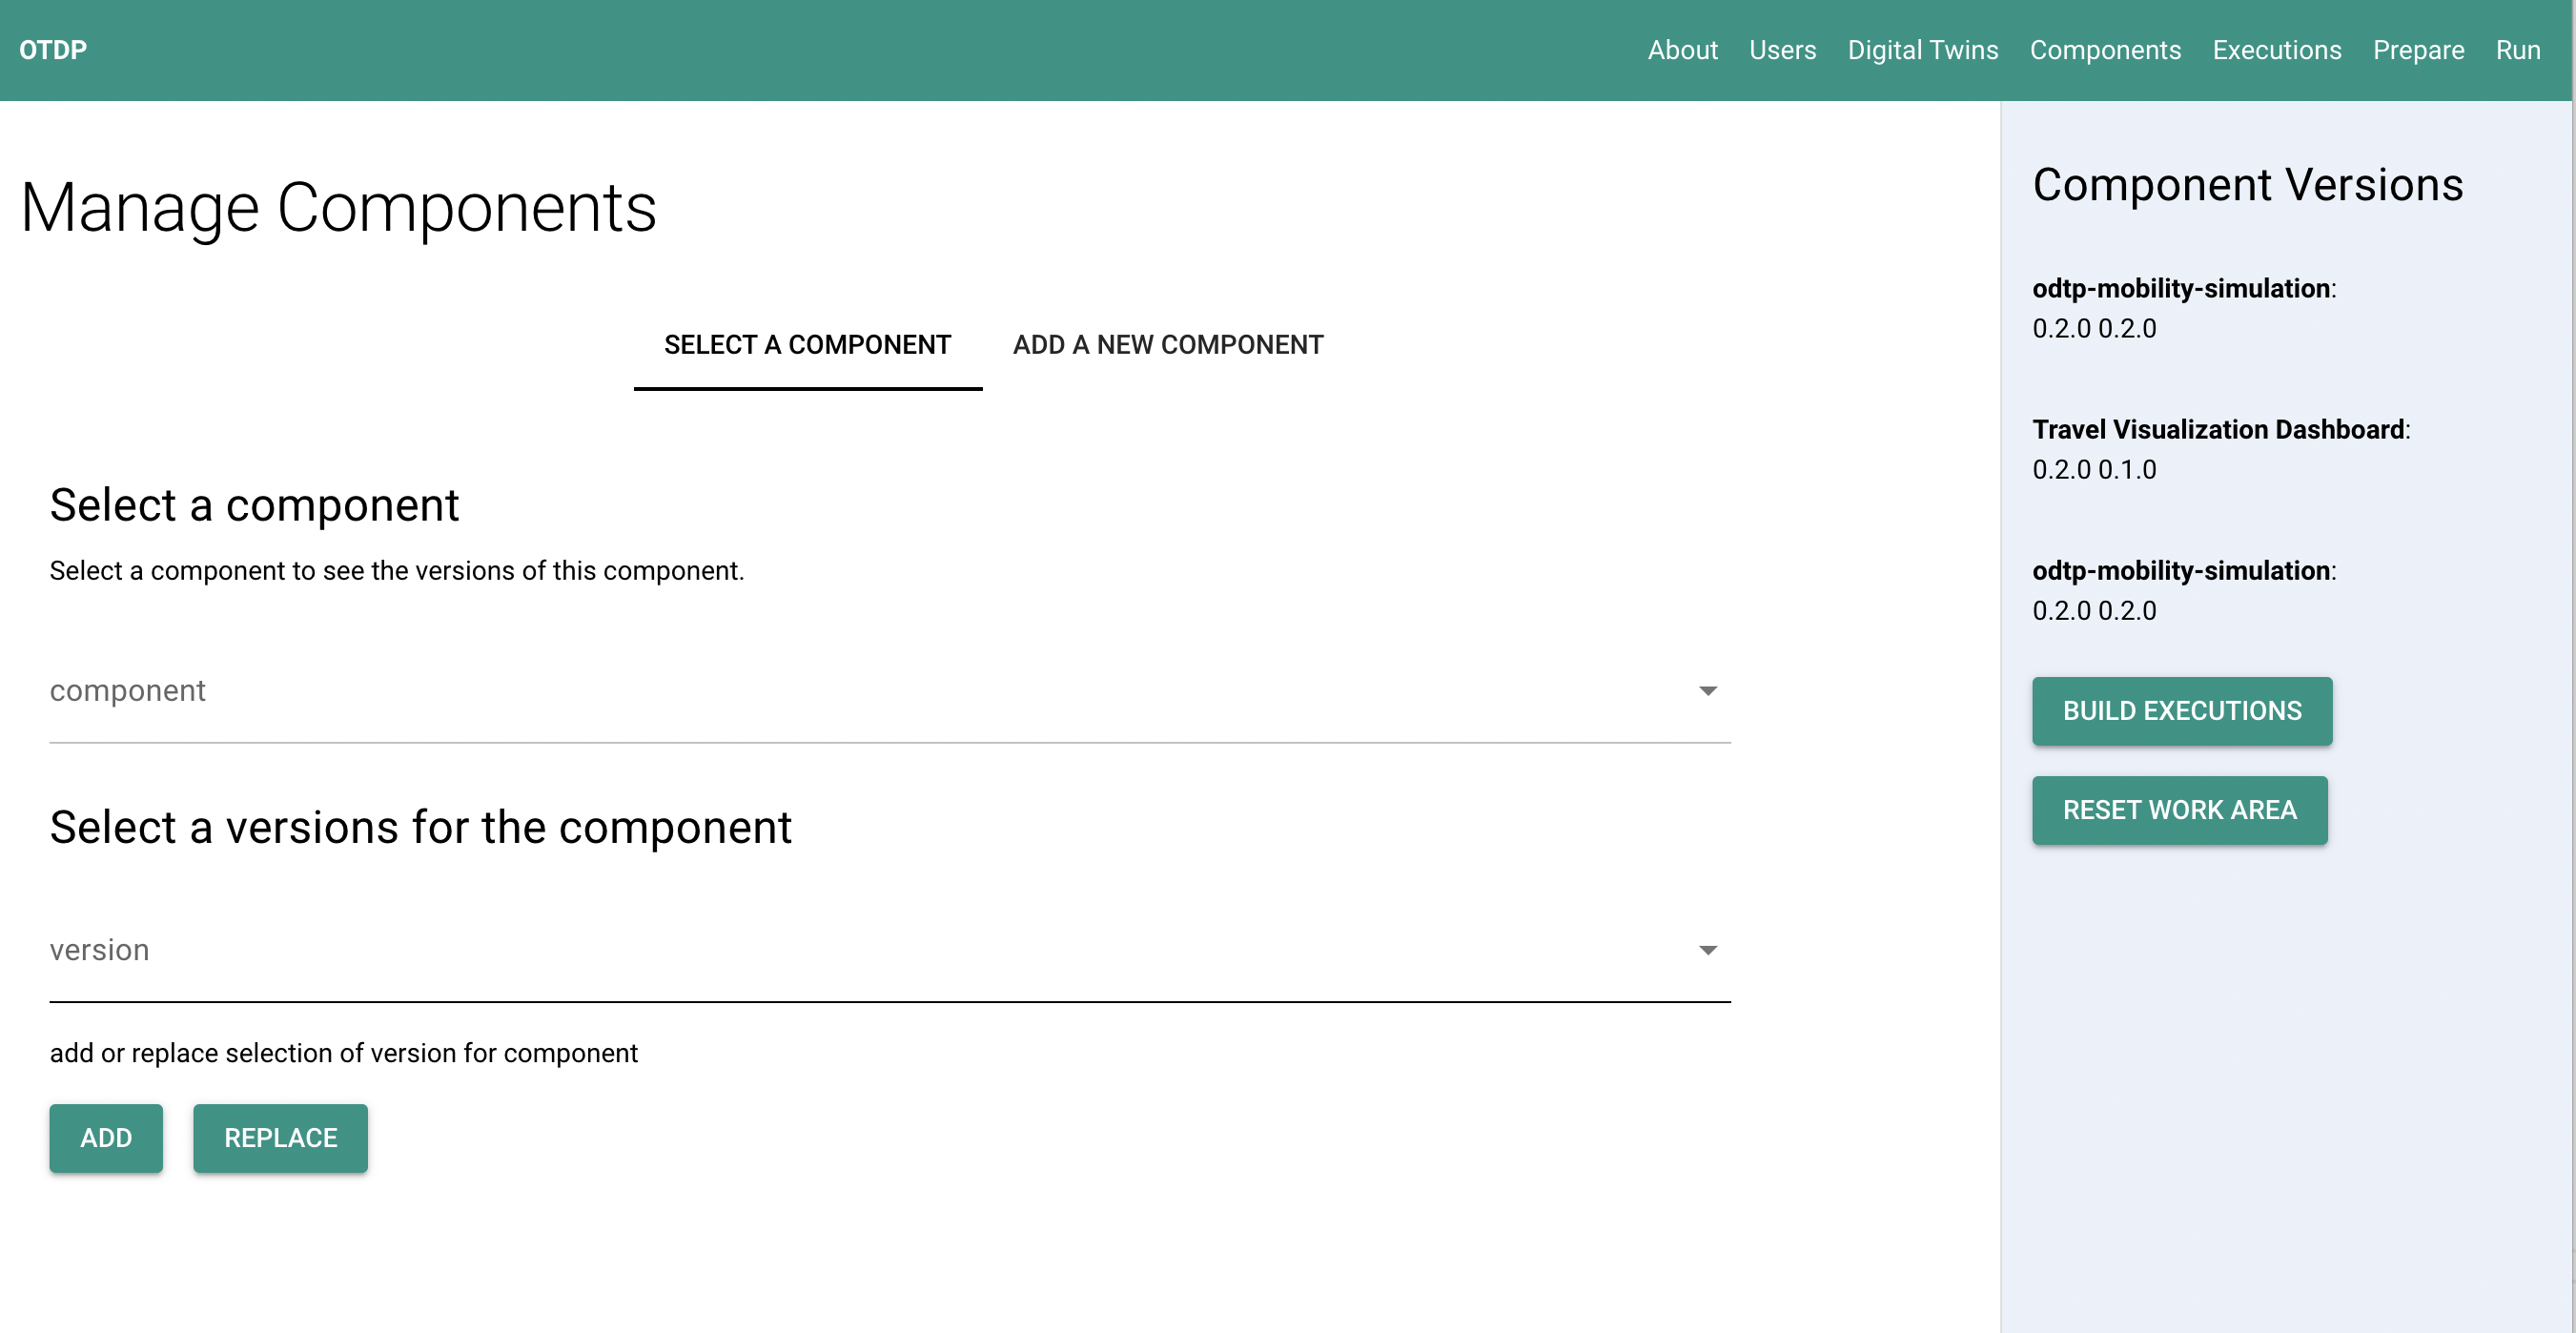 OTDP
About Users Digital Twins Components Executions Prepare Run
Manage Components
SELECT A COMPONENT ADD A NEW COMPONENT
Select a component
Select a component to see the versions of this component.
component
Select a versions for the component
version
add or replace selection of version for component
ADD REPLACE
Component Versions
odtp-mobility-simulation:
0.2.0 0.2.0
Travel Visualization Dashboard:
0.2.0 0.1.0
odtp-mobility-simulation:
0.2.0 0.2.0
BUILD EXECUTIONS
RESET WORK AREA